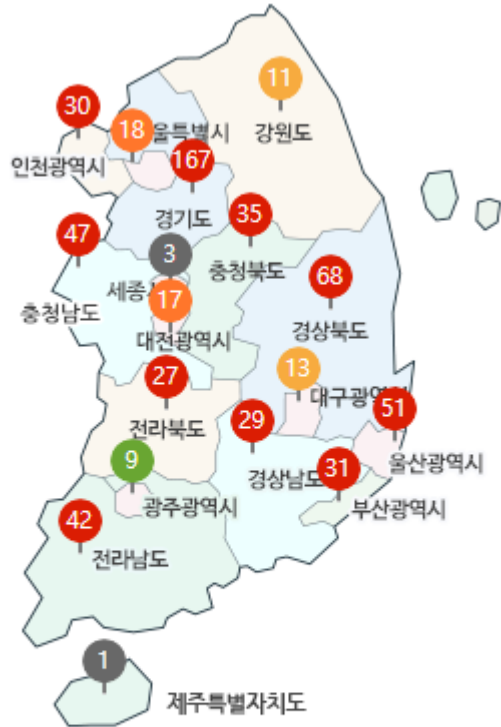 11
30
18
울특별시
강원도
인천광역시
167
경기도
35
47
3
충청북도
68
세종시
17
충청남도
경상북도
대전광역시
13
27
대구광역시
29
51
전라북도
9
31
울산광역시
경상남도
광주광역시
부산광역시
42
전라남도
1
제주특별자치도